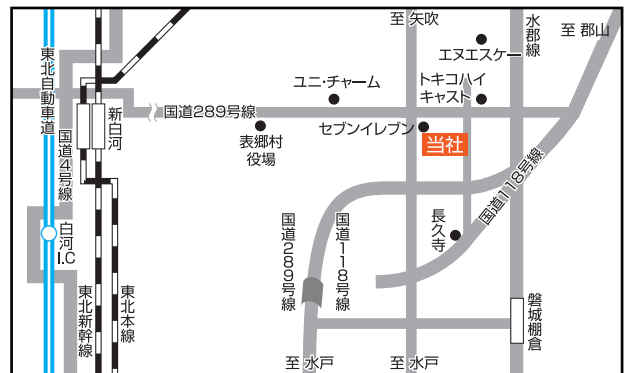 至 矢吹
水郡線
至 郡山
エヌエスケー
東北自動車道
ユニ・チャーム
トキコハイ
キャスト
新白河
国道289号線
セブンイレブン
国道4号線
表郷村
役場
当社
国道118号線
長久寺
国道289号線
国道118号線
白河
I.C
東北新幹線
東北本線
磐城棚倉
至 水戸
至 水戸